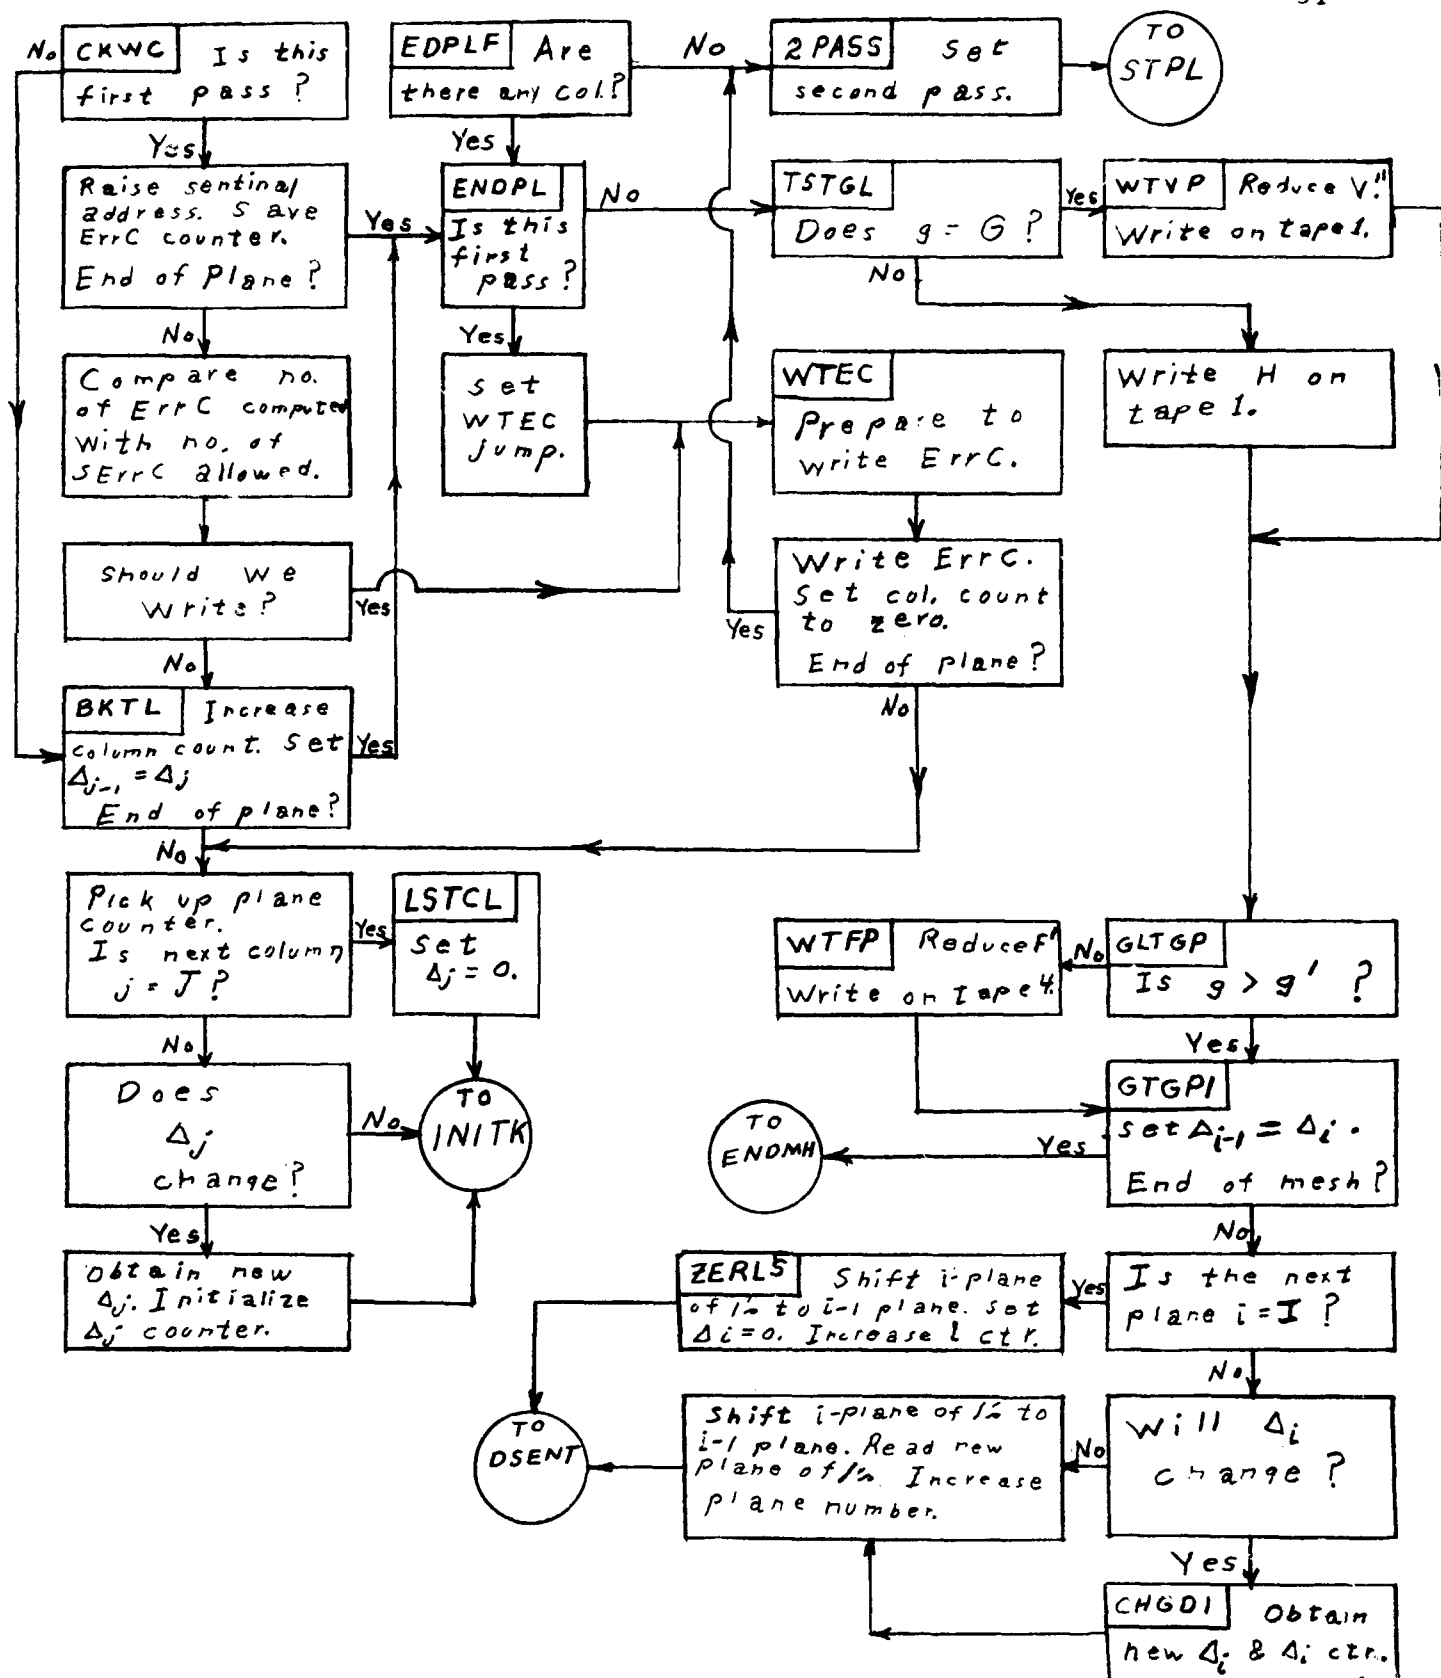 No
CKWC Is this
first pass?
Yes
Raise sentinal
address. Save
ErrC counter.
End of Plane?
Yes
No
Compare no.
of ErrC computed
with no. of
SErrC allowed.
Should We
Write?
Yes
No
BKTL Increase
column count. Set
Δj-1 = Δj
End of plane?
Yes
No
Pick up plane
counter.
Is next column
j = J?
Yes
LSTCL
Set
Δj = 0.
No
Does
Δj
change?
No
TO
INITK
Yes
Obtain new
Δj. Initialize
Δj counter.
EDPLF Are
there any col.?
No
Yes
ENDPL
Is this
first
pass?
No
Yes
Set
WTEC
jump.
2 PASS Set
second pass.
TO
STPL
TSTGL
Does g = G?
Yes
WTVP Reduce V."
Write on tape 1.
No
Write H on
tape 1.
WTEC
Prepare to
write ErrC.
Write ErrC.
Set col. count
to zero.
End of plane?
Yes
No
GLTGP
Is g > g' ?
No
WTFP Reduce F'
Write on tape 4.
Yes
GTGPI
Set Δi-1 = Δi.
End of mesh?
Yes
TO
ENDMH
No
Is the next
plane i = I ?
Yes
ZERLS Shift i-plane
of to i-1 plane. Set
Δi = 0. Increase ctr.
No
Will Δi
change ?
No
Shift i-plane of to
i-1 plane. Read new
plane of Increase
plane number.
TO
DSENT
Yes
CHGDI Obtain
new Δi & Δi ctr.